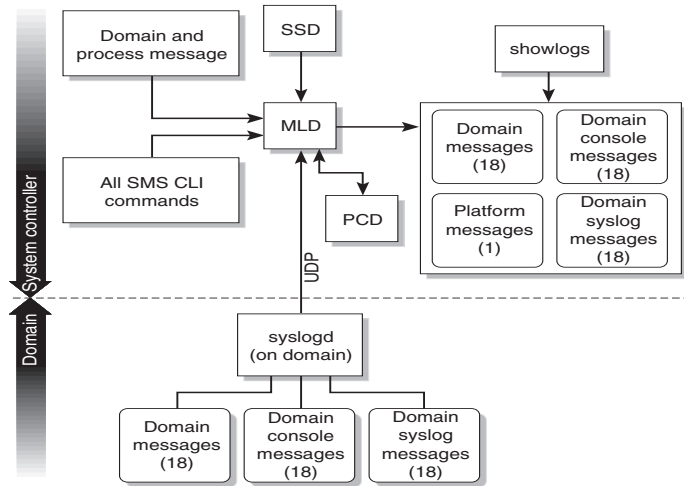 Domain and
process message
SSD
showlogs
MLD
All SMS CLI
commands
PCD
Domain
messages
(18)
Domain
console
messages
(18)
Platform
messages
(1)
Domain
syslog
messages
(18)
System controller
UDP
Domain
syslogd
(on domain)
Domain
messages
(18)
Domain
console
messages
(18)
Domain
syslog
messages
(18)